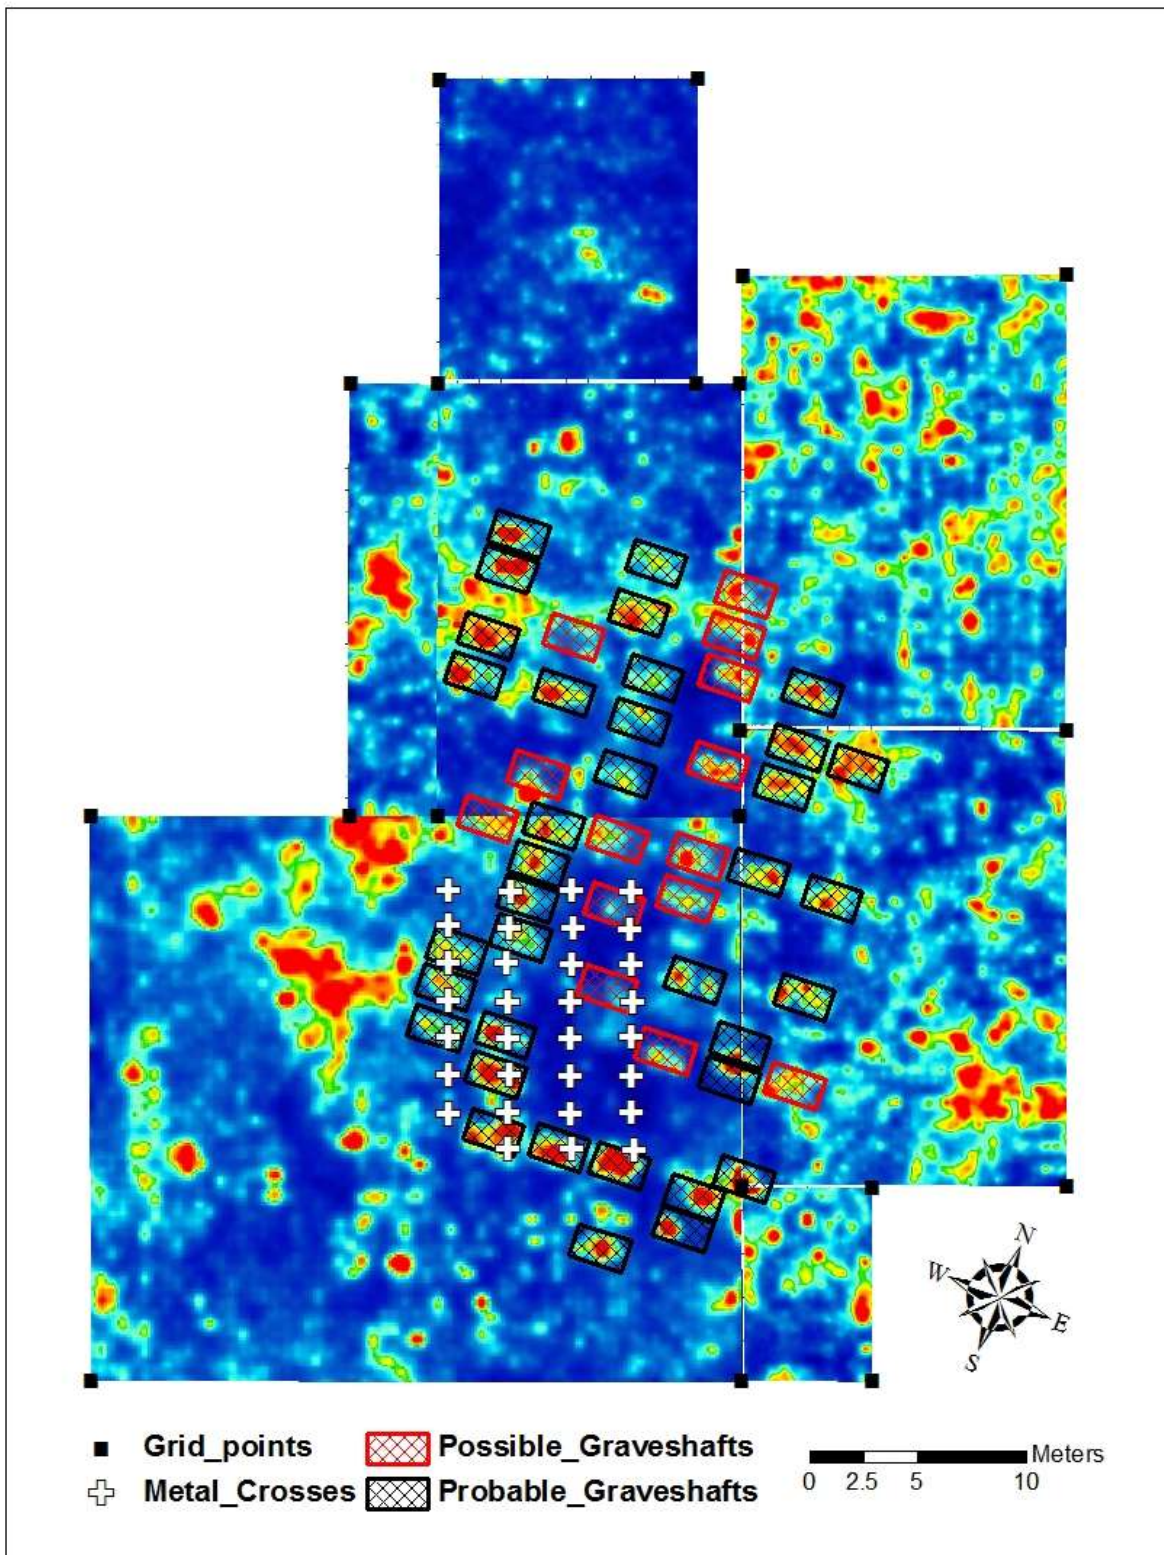 N
W
E
S
Grid_points
Possible_Graveshafts
Metal_Crosses
Probable_Graveshafts
Meters
0 2.5 5 10